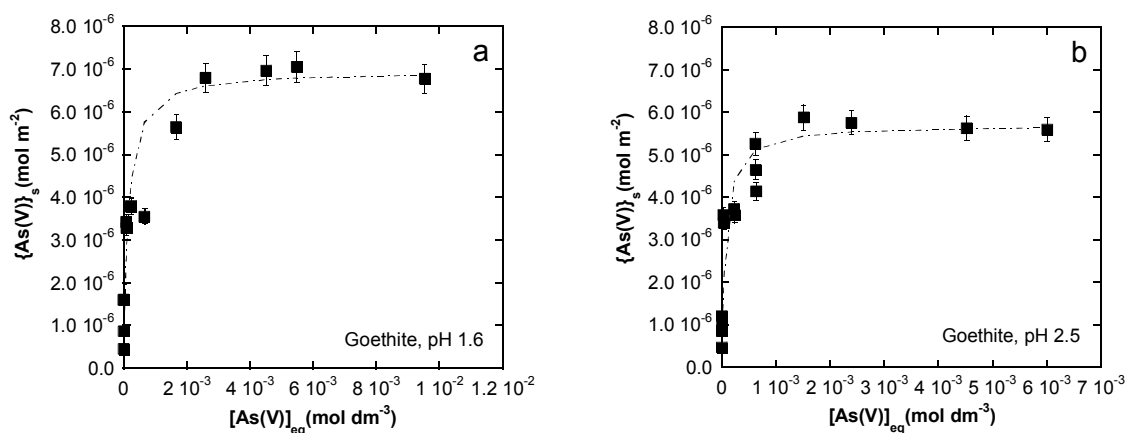 a
{As(V)}s (mol m-2)
8.0 10-6
7.0 10-6
6.0 10-6
5.0 10-6
4.0 10-6
3.0 10-6
2.0 10-6
1.0 10-6
0.0
Goethite, pH 1.6
0 2 10-3 4 10-3 6 10-3 8 10-3 1 10-2 1.2 10-2
[As(V)]eq(mol dm-3)
b
{As(V)}s (mol m-2)
8.0 10-6
7.0 10-6
6.0 10-6
5.0 10-6
4.0 10-6
3.0 10-6
2.0 10-6
1.0 10-6
0.0
Goethite, pH 2.5
0 1 10-3 2 10-3 3 10-3 4 10-3 5 10-3 6 10-3 7 10-3
[As(V)]eq(mol dm-3)